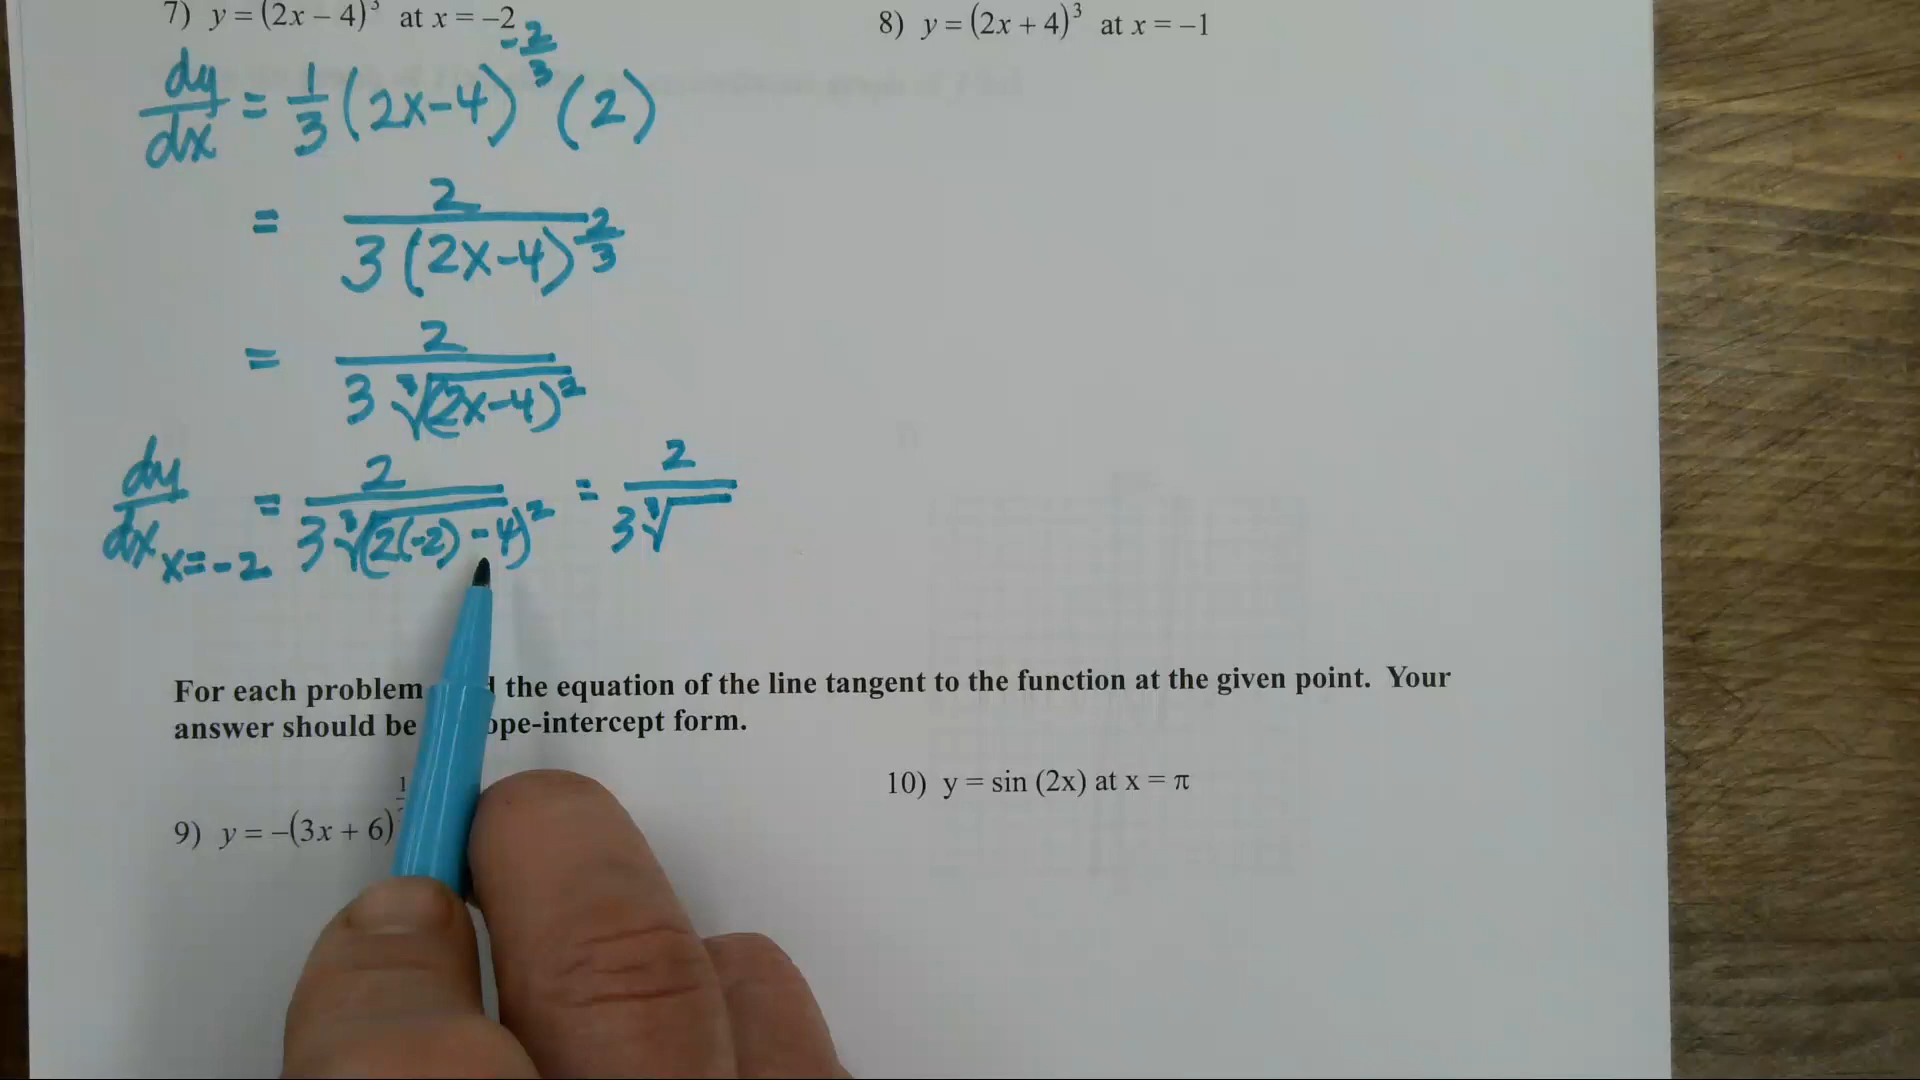 7) y = (2x − 4)^3 at x = −2
8) y = (2x + 4)^3 at x = −1
dy/dx = 1/3 (2x-4)^(-2/3) (2)
= 2 / 3(2x-4)^(2/3)
= 2 / 3 ∛(2x-4)^2
dy/dx x=-2 = 2 / 3 ∛(2(-2) -4)^2 = 2 / 3 ∛
For each problem the equation of the line tangent to the function at the given point. Your
answer should be ope-intercept form.
9) y = −(3x + 6)
10) y = sin (2x) at x = π